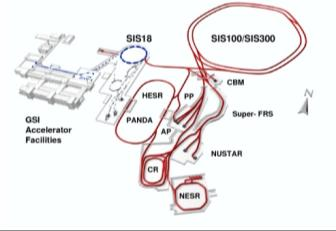 SIS18
SIS100/SIS300
CBM
HESR
PP
PANDA
AP
Super- FRS
GSI
Accelerator
Facilities
NUSTAR
CR
NESR
N